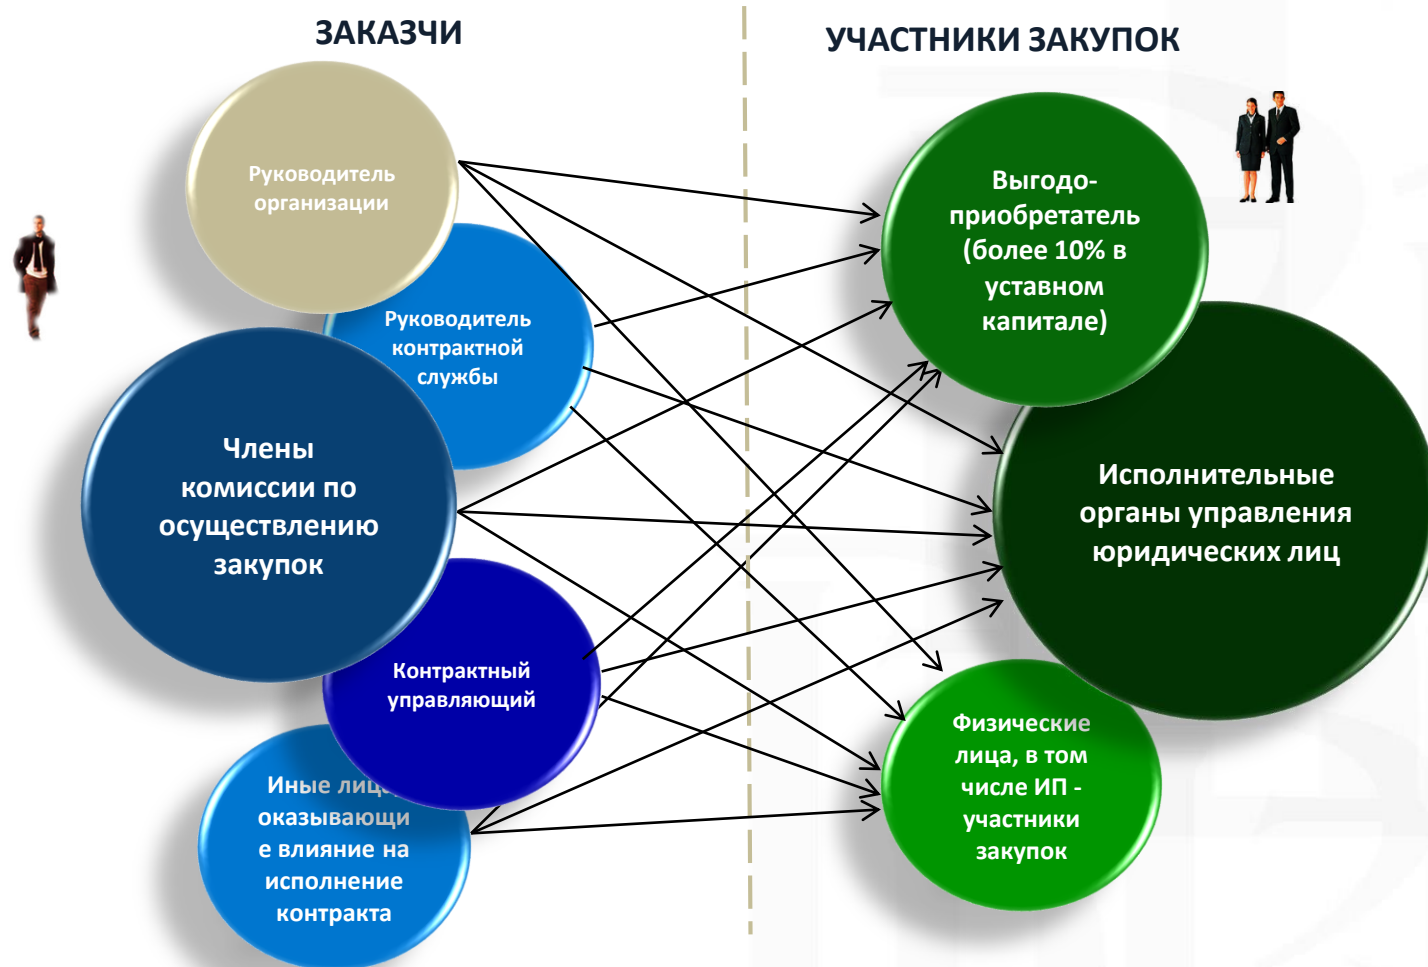 ЗАКАЗЧИ
УЧАСТНИКИ ЗАКУПОК
Руководитель
организации
Руководитель
контрактной
службы
Члены
комиссии по
осуществлению
закупок
Контрактный
управляющий
Иные лица,
оказывающи
е влияние на
исполнение
контракта
Выгодо-
приобретатель
(более 10% в
уставном
капитале)
Исполнительные
органы управления
юридических лиц
Физические
лица, в том
числе ИП -
участники
закупок